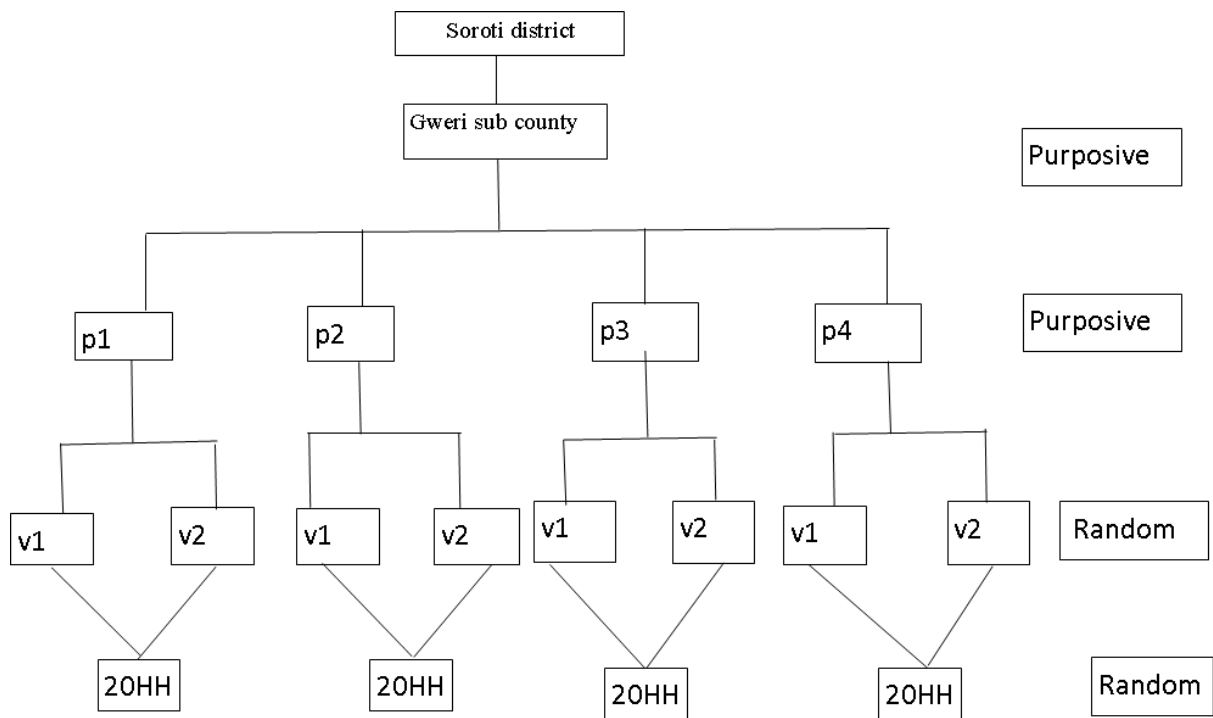 Soroti district
Gweri sub county
Purposive
p1
p2
p3
p4
Purposive
v1
v2
v1
v2
v1
v2
v1
v2
Random
20HH
20HH
20HH
20HH
Random